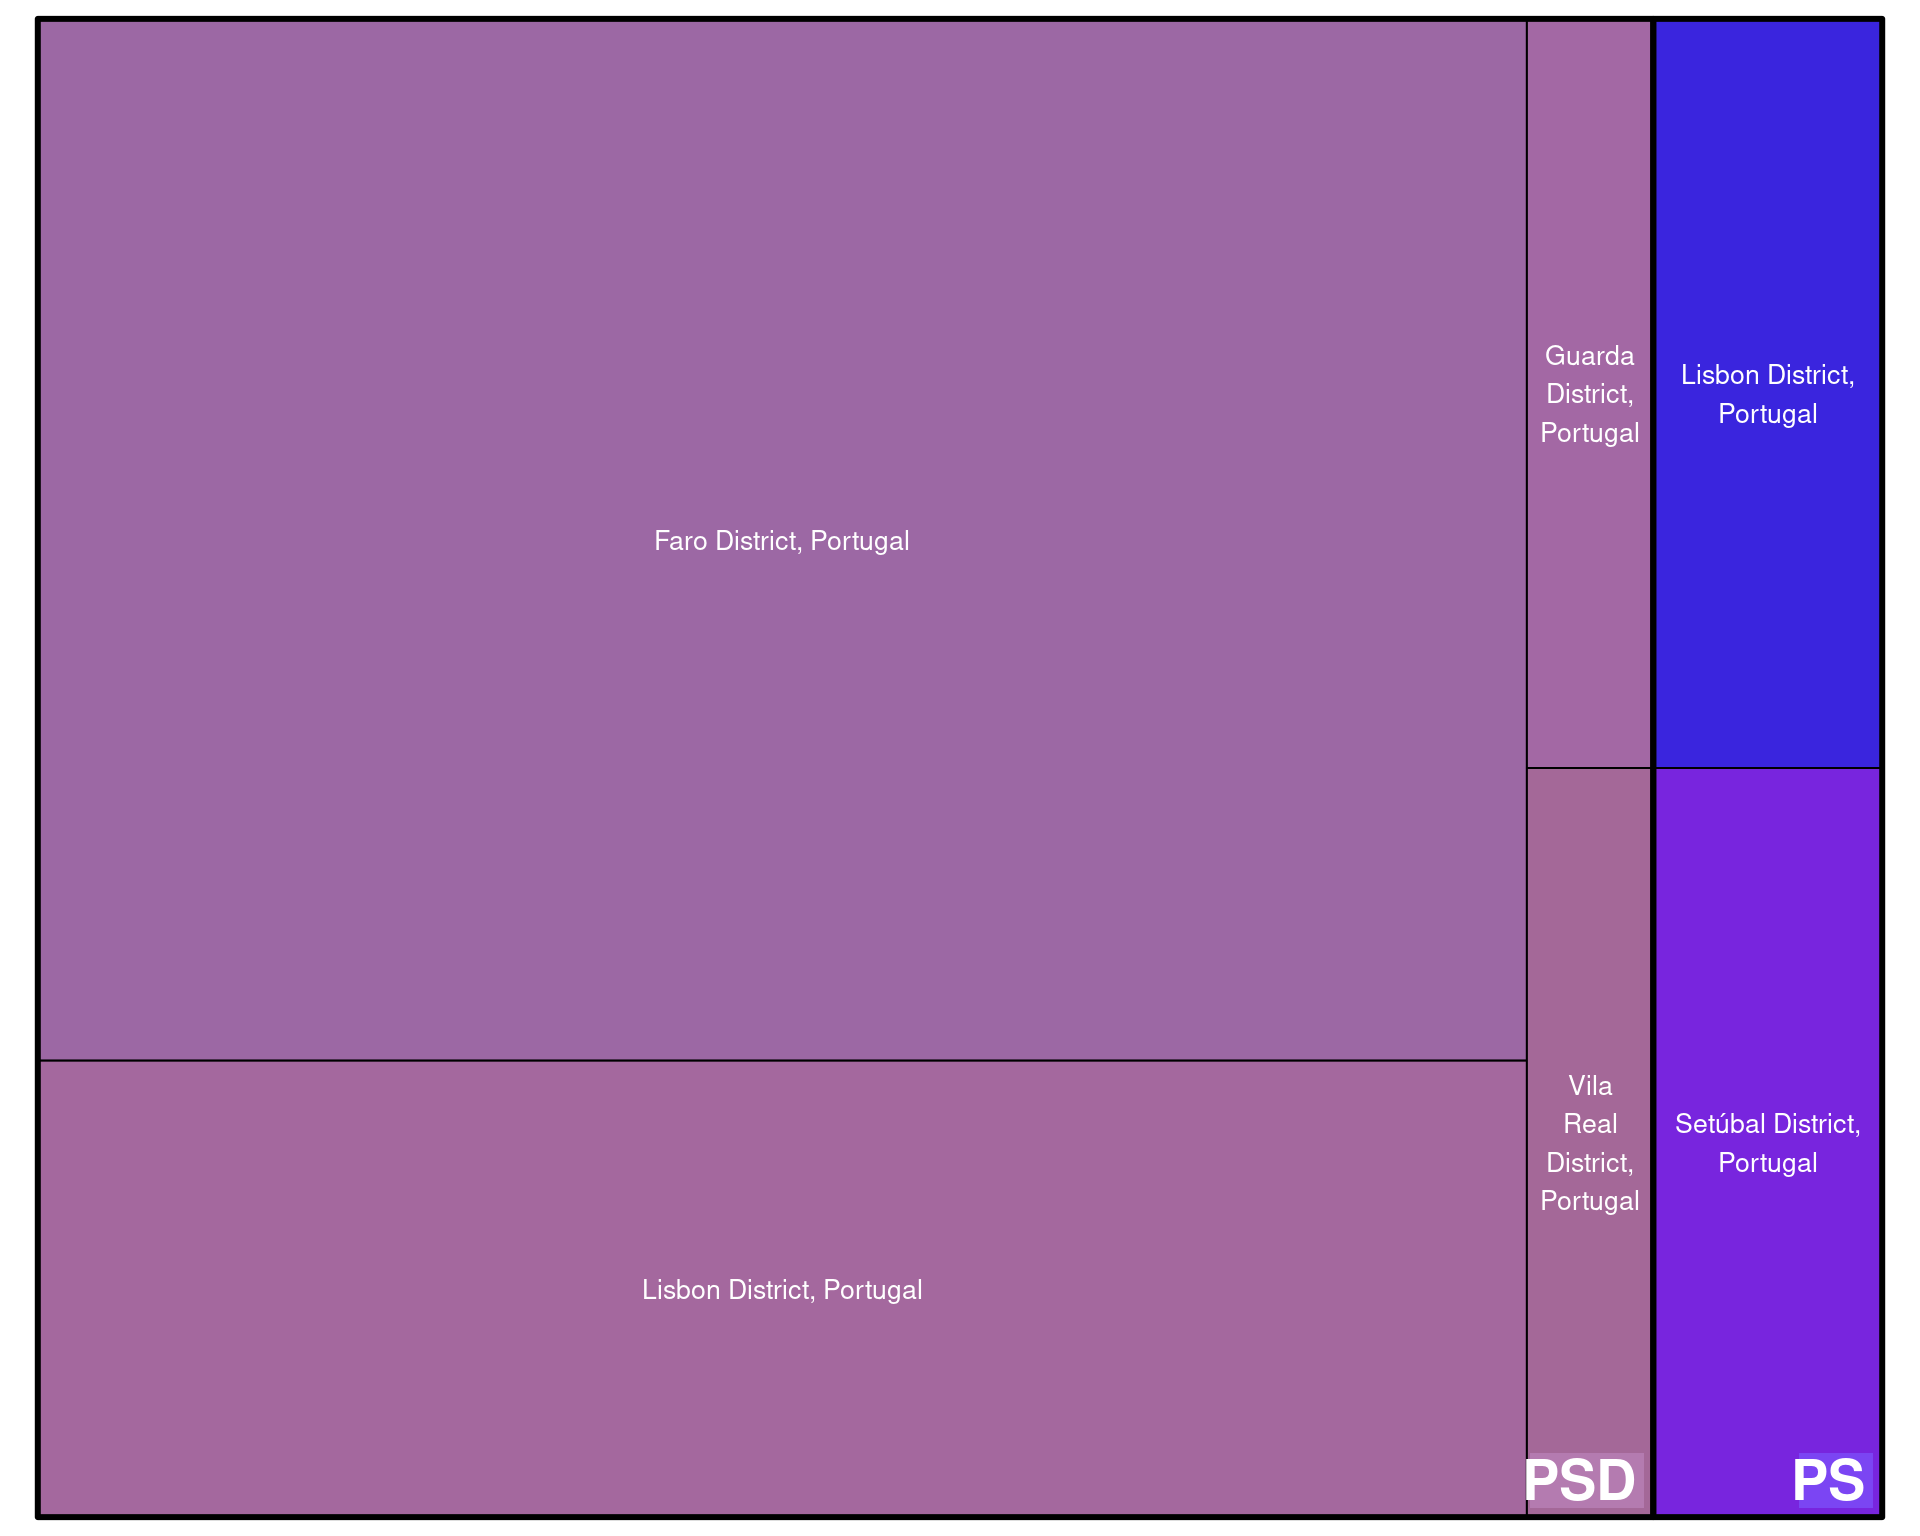 Faro District, Portugal
Lisbon District, Portugal
Guarda
District,
Portugal
Vila
Real
District,
Portugal
PSD
Lisbon District,
Portugal
Setúbal District,
Portugal
PS